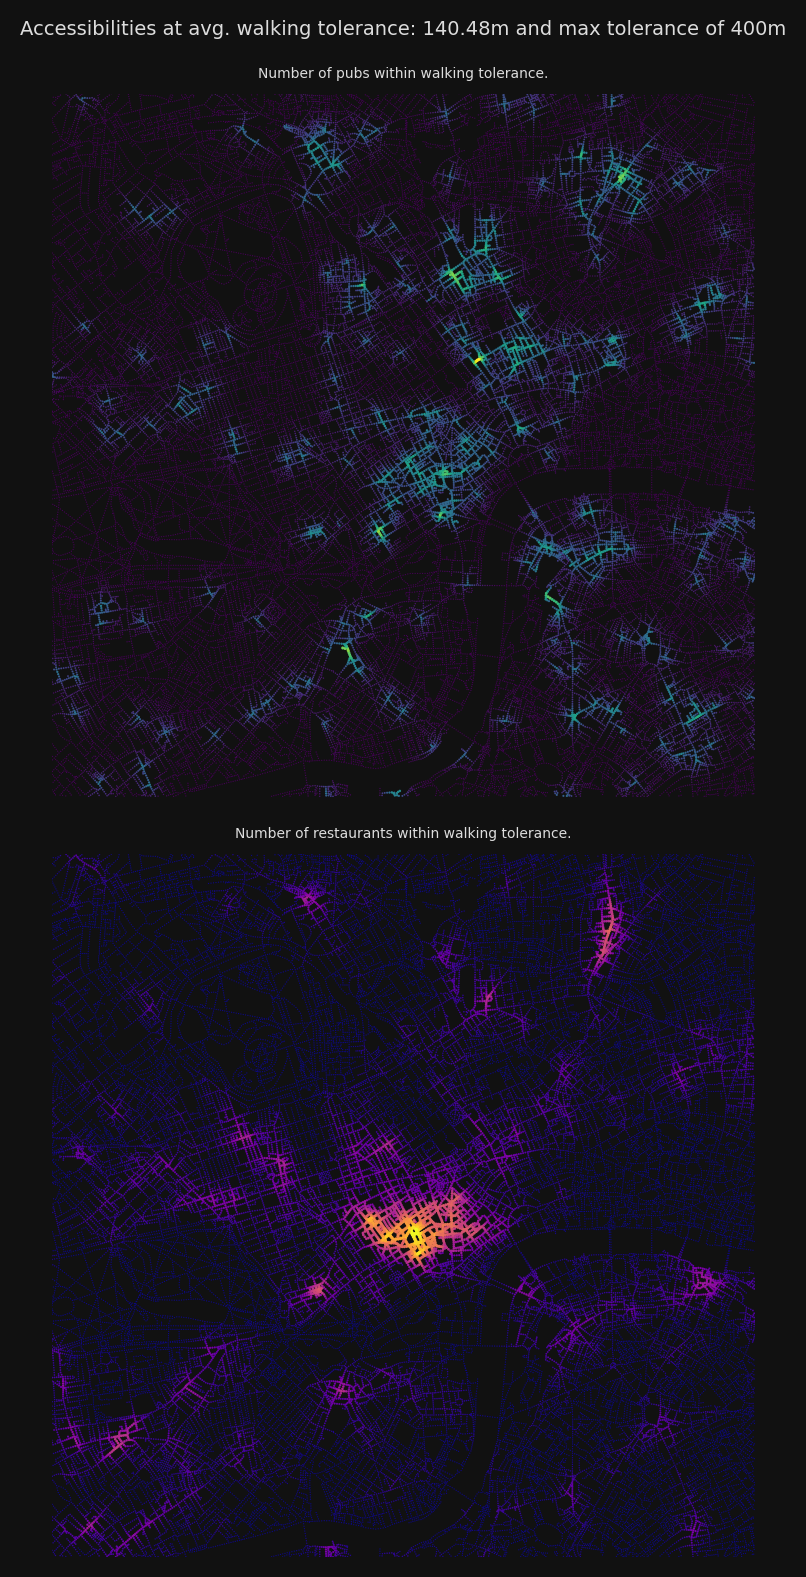 Accessibilities at avg. walking tolerance: 140.48m and max tolerance of 400m
Number of pubs within walking tolerance.
Number of restaurants within walking tolerance.